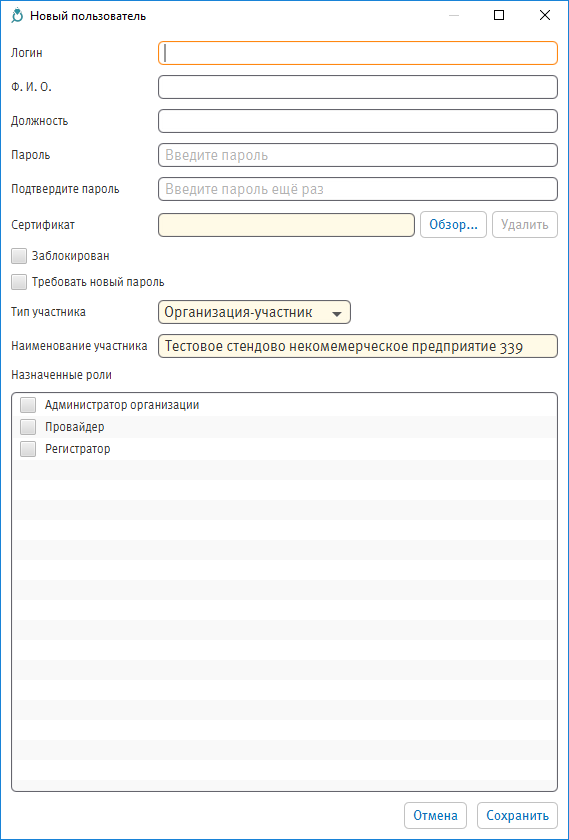 Новый пользователь
Логин
Ф. И. О.
Должность
Пароль Введите пароль
Подтвердите пароль Введите пароль ещё раз
Сертификат Обзор... Удалить
Заблокирован
Требовать новый пароль
Тип участника Организация-участник
Наименование участника Тестовое стендово некомемерческое предприятие 339
Назначенные роли
Администратор организации
Провайдер
Регистратор
Отмена Сохранить